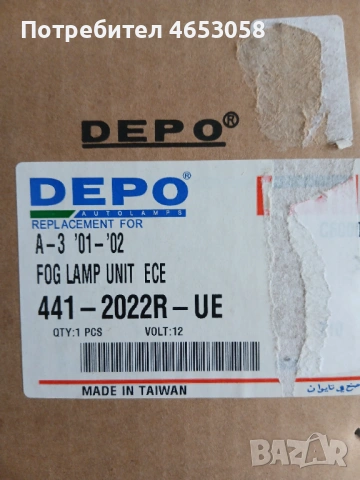 Потребител 4653058
DEPO®
DEPO®
AUTOLAMPS
REPLACEMENT FOR
A-3 '01-'02
FOG LAMP UNIT ECE
441-2022R-UE
QTY:1 PCS VOLT:12
MADE IN TAIWAN
BAZAR